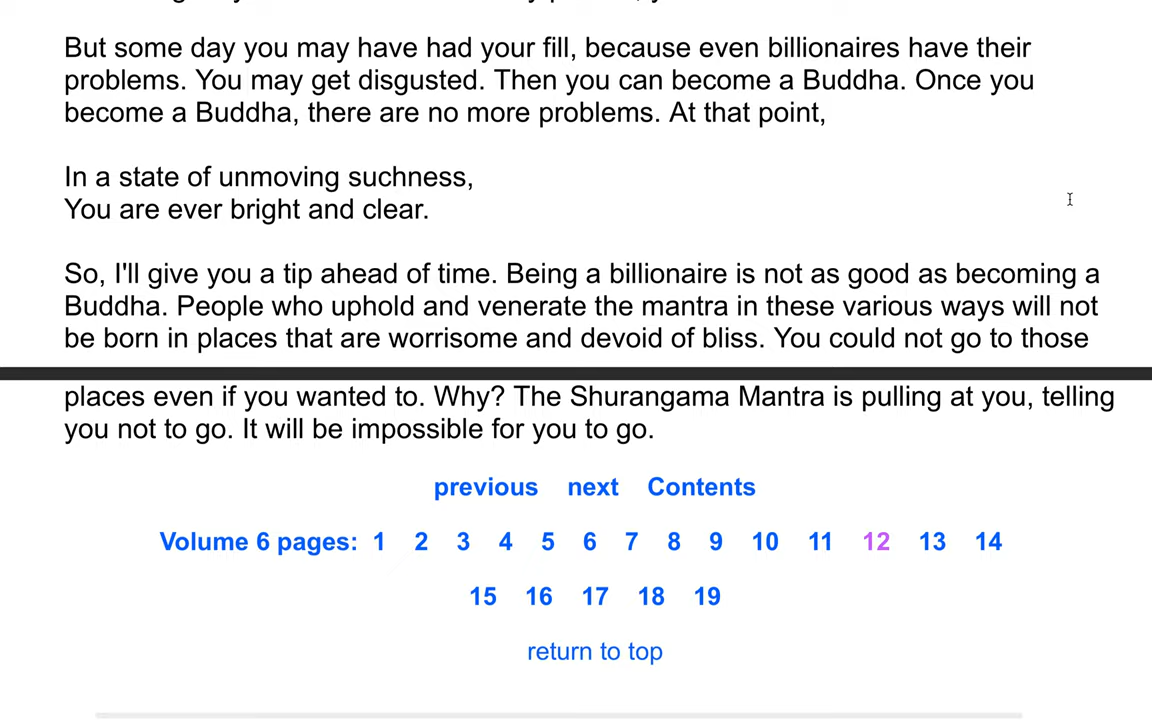 But some day you may have had your fill, because even billionaires have their
problems. You may get disgusted. Then you can become a Buddha. Once you
become a Buddha, there are no more problems. At that point,
In a state of unmoving suchness,
You are ever bright and clear.
So, I'll give you a tip ahead of time. Being a billionaire is not as good as becoming a
Buddha. People who uphold and venerate the mantra in these various ways will not
be born in places that are worrisome and devoid of bliss. You could not go to those
places even if you wanted to. Why? The Shurangama Mantra is pulling at you, telling
you not to go. It will be impossible for you to go.
previous next Contents
Volume 6 pages: 1 2 3 4 5 6 7 8 9 10 11 12 13 14
15 16 17 18 19
return to top